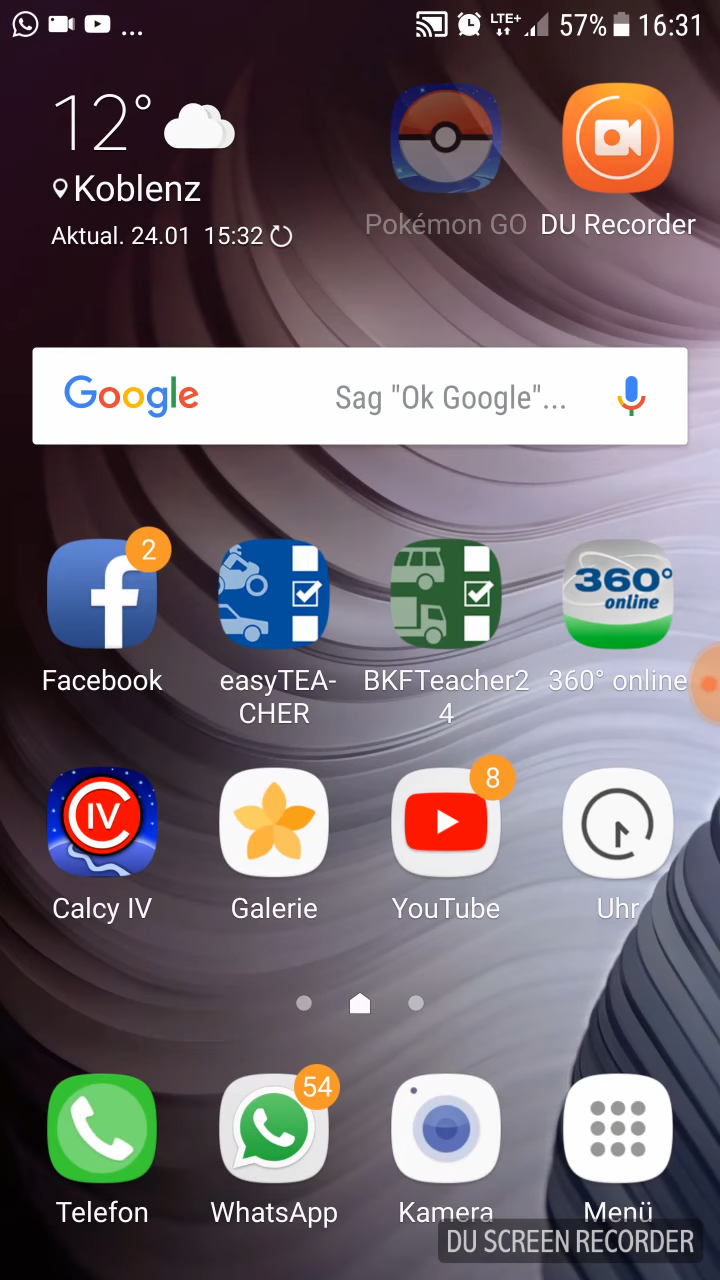 ... LTE+ 57% 16:31
12°
Koblenz
Aktual. 24.01 15:32
Pokémon GO
DU Recorder
Google Sag "Ok Google"...
2
360°
online
Facebook
easyTEA-
CHER
BKFTeacher2
4
360° online
IV
8
Calcy IV
Galerie
YouTube
Uhr
54
Telefon
WhatsApp
Kamera
Menü
DU SCREEN RECORDER